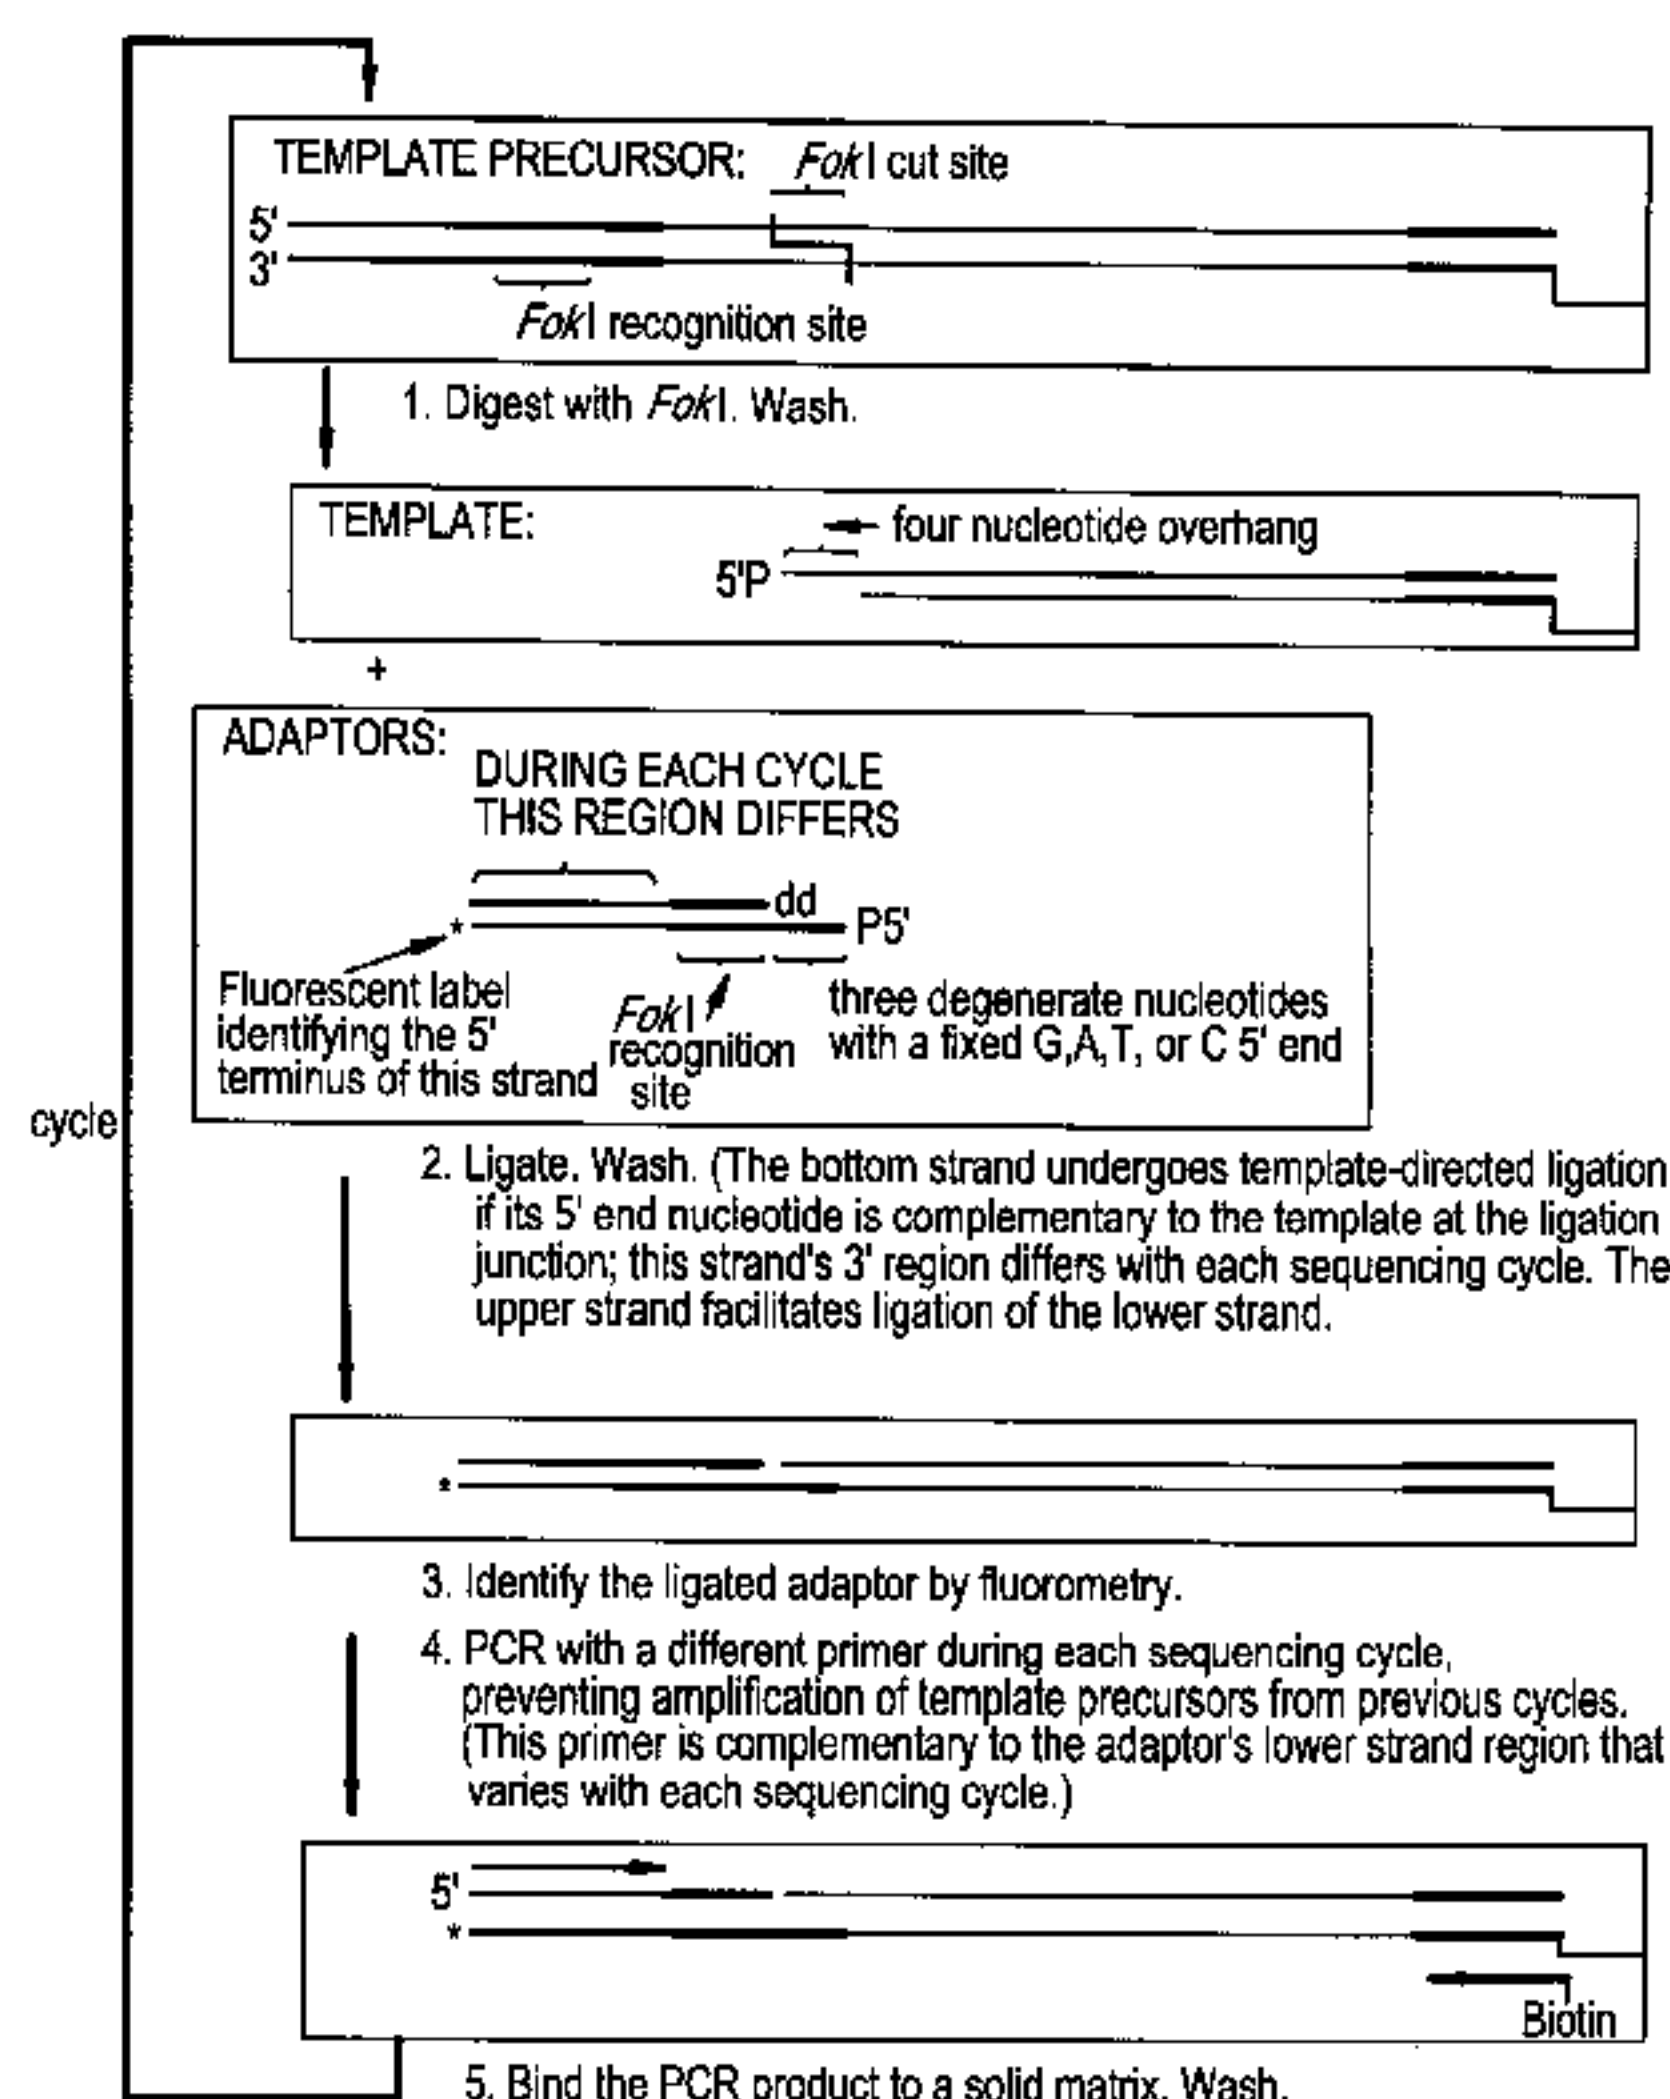 TEMPLATE PRECURSOR: FokI cut site
5'
3'
FokI recognition site
1. Digest with FokI. Wash.
TEMPLATE:
four nucleotide overhang
5'P
+
ADAPTORS:
DURING EACH CYCLE
THIS REGION DIFFERS
dd
* P5'
Fluorescent label
identifying the 5'
terminus of this strand
FokI
recognition
site
three degenerate nucleotides
with a fixed G,A,T, or C 5' end
cycle
2. Ligate. Wash. (The bottom strand undergoes template-directed ligation
if its 5' end nucleotide is complementary to the template at the ligation
junction; this strand's 3' region differs with each sequencing cycle. The
upper strand facilitates ligation of the lower strand.
*
3. Identify the ligated adaptor by fluorometry.
4. PCR with a different primer during each sequencing cycle,
preventing amplification of template precursors from previous cycles.
(This primer is complementary to the adaptor's lower strand region that
varies with each sequencing cycle.)
5'
*
Biotin
5. Bind the PCR product to a solid matrix. Wash.